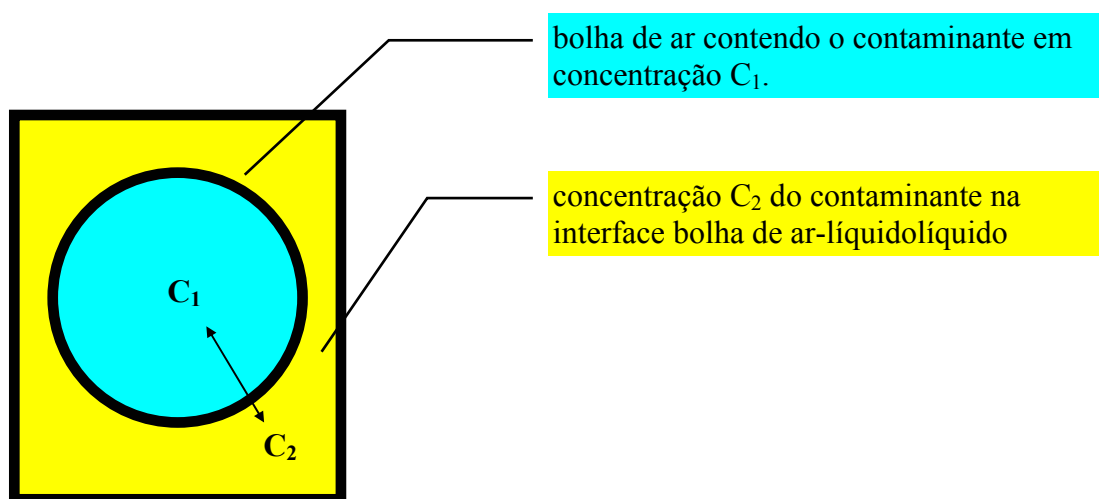 bolha de ar contendo o contaminante em
concentração C₁.
concentração C₂ do contaminante na
interface bolha de ar-líquidolíquido
C₁
C₂